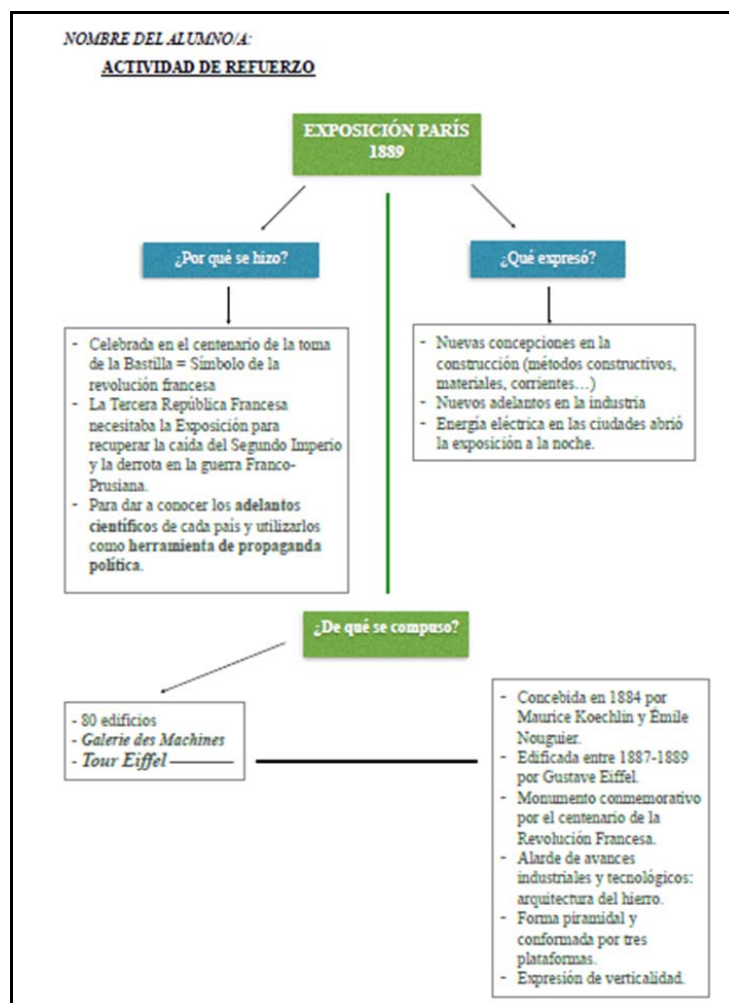 NOMBRE DEL ALUMNO/A:
ACTIVIDAD DE REFUERZO
EXPOSICIÓN PARÍS
1889
¿Por qué se hizo?
¿Qué expresó?
- Celebrada en el centenario de la toma
de la Bastilla = Símbolo de la
revolución francesa
- La Tercera República Francesa
necesitaba la Exposición para
recuperar la caída del Segundo Imperio
y la derrota en la guerra Franco-
Prusiana.
- Para dar a conocer los adelantos
científicos de cada país y utilizarlos
como herramienta de propaganda
política.
- Nuevas concepciones en la
construcción (métodos constructivos,
materiales, corrientes…)
- Nuevos adelantos en la industria
- Energía eléctrica en las ciudades abrió
la exposición a la noche.
¿De qué se compuso?
- 80 edificios
- Galerie des Machines
- Tour Eiffel
- Concebida en 1884 por
Maurice Koechlin y Émile
Nouguier.
- Edificada entre 1887-1889
por Gustave Eiffel.
- Monumento conmemorativo
por el centenario de la
Revolución Francesa.
- Alarde de avances
industriales y tecnológicos:
arquitectura del hierro.
- Forma piramidal y
conformada por tres
plataformas.
- Expresión de verticalidad.